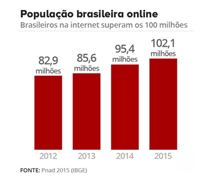 População brasileira online
Brasileiros na internet superam os 100 milhões
82,9
milhões
85,6
milhões
95,4
milhões
102,1
milhões
2012
2013
2014
2015
FONTE: Pnad 2015 (IBGE)